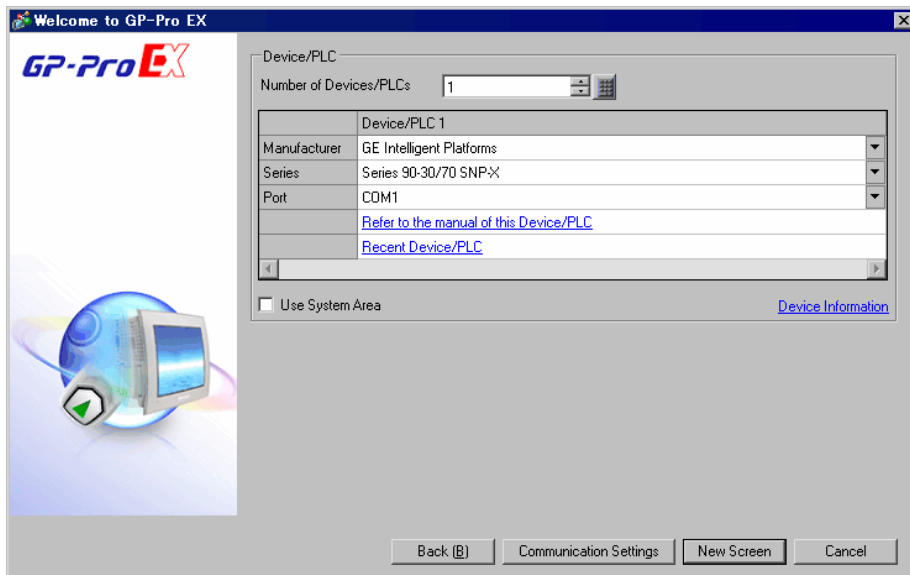 Welcome to GP-Pro EX
GP-Pro EX
Device/PLC
Number of Devices/PLCs 1
Device/PLC 1
Manufacturer GE Intelligent Platforms
Series Series 90-30/70 SNP-X
Port COM1
Refer to the manual of this Device/PLC
Recent Device/PLC
Use System Area Device Information
Back (B) Communication Settings New Screen Cancel